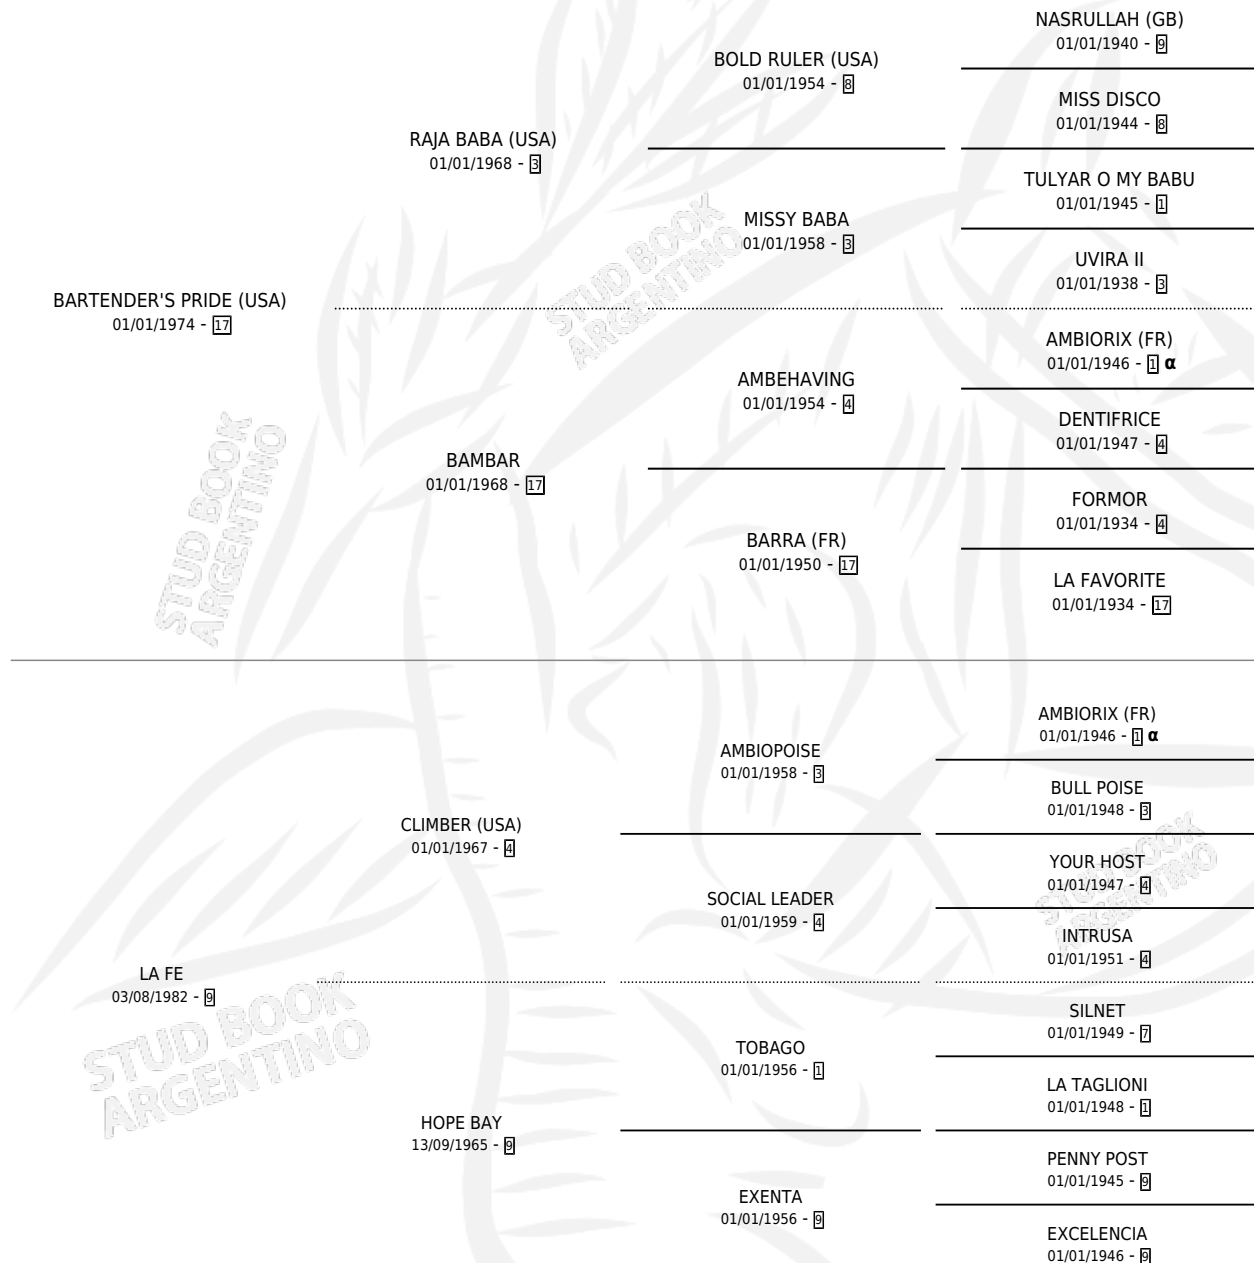 NASRULLAH (GB)
01/01/1940 - 9
BOLD RULER (USA)
01/01/1954 - 8
MISS DISCO
01/01/1944 - 8
RAJA BABA (USA)
01/01/1968 - 3
TULYAR O MY BABU
01/01/1945 - 1
MISSY BABA
01/01/1958 - 3
UVIRA II
01/01/1938 - 3
BARTENDER'S PRIDE (USA)
01/01/1974 - 17
AMBIORIX (FR)
01/01/1946 - 1 α
AMBEHAVING
01/01/1954 - 4
DENTIFRICE
01/01/1947 - 4
BAMBAR
01/01/1968 - 17
FORMOR
01/01/1934 - 4
BARRA (FR)
01/01/1950 - 17
LA FAVORITE
01/01/1934 - 17
AMBIORIX (FR)
01/01/1946 - 1 α
AMBIOPOISE
01/01/1958 - 3
BULL POISE
01/01/1948 - 3
CLIMBER (USA)
01/01/1967 - 4
YOUR HOST
01/01/1947 - 4
SOCIAL LEADER
01/01/1959 - 4
INTRUSA
01/01/1951 - 4
LA FE
03/08/1982 - 9
SILNET
01/01/1949 - 7
TOBAGO
01/01/1956 - 1
LA TAGLIONI
01/01/1948 - 1
HOPE BAY
13/09/1965 - 9
PENNY POST
01/01/1945 - 9
EXENTA
01/01/1956 - 9
EXCELENCIA
01/01/1946 - 9
STUD BOOK
ARGENTINO
STUD BOOK
ARGENTINO
STUD BOOK
ARGENTINO
STUD BOOK
ARGENTINO